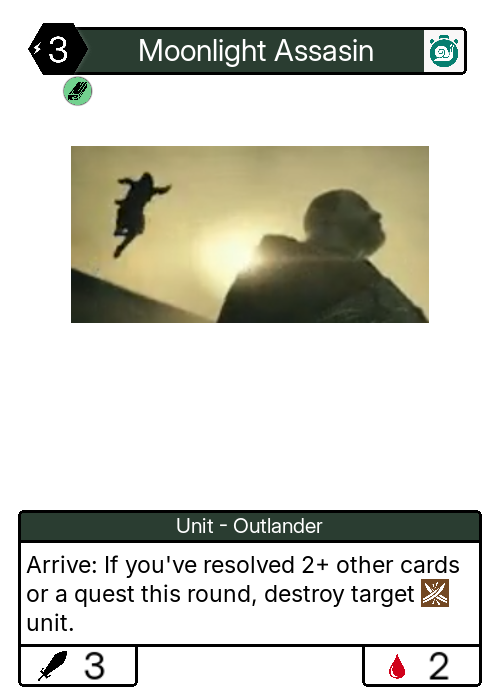 3
Moonlight Assasin
Unit - Outlander
Arrive: If you've resolved 2+ other cards
or a quest this round, destroy target
unit.
3
2